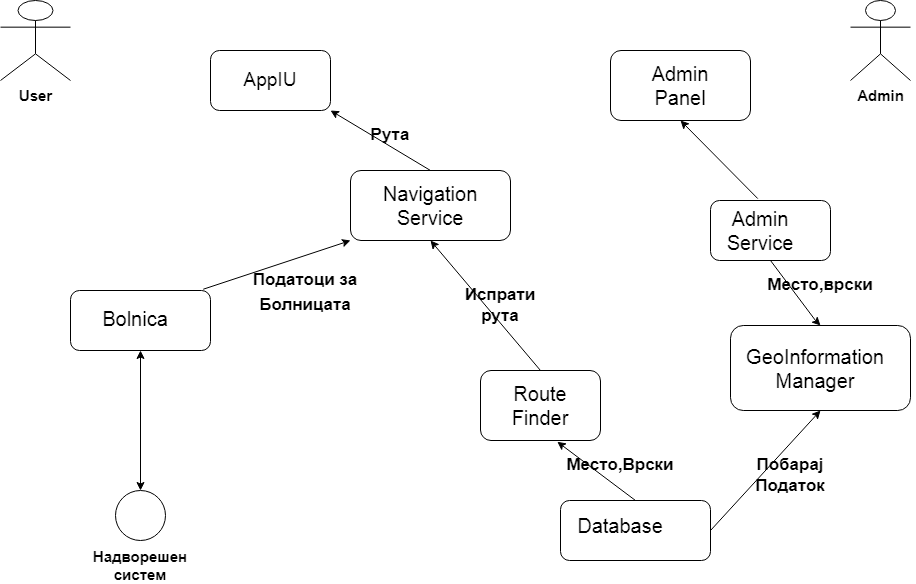 User
Admin
AppIU
Admin
Panel
Рута
Navigation
Service
Admin
Service
Податоци за
Болницата
Испрати
рута
Место,врски
Bolnica
GeoInformation
Manager
Route
Finder
Место,Врски
Побарај
Податок
Database
Надворешен
систем